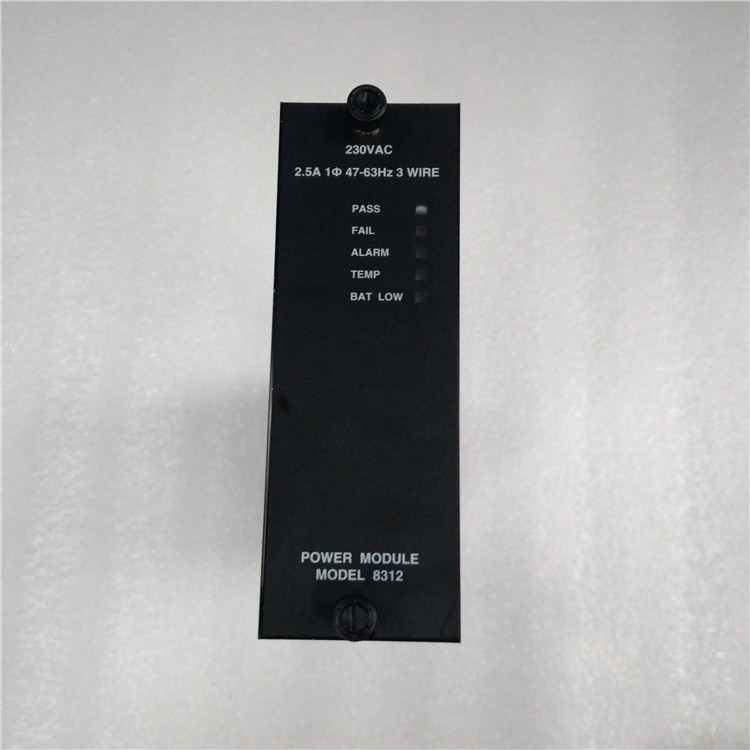 230VAC
2.5A 1Φ 47-63Hz 3 WIRE
PASS
FAIL
ALARM
TEMP
BAT LOW
POWER MODULE
MODEL 8312